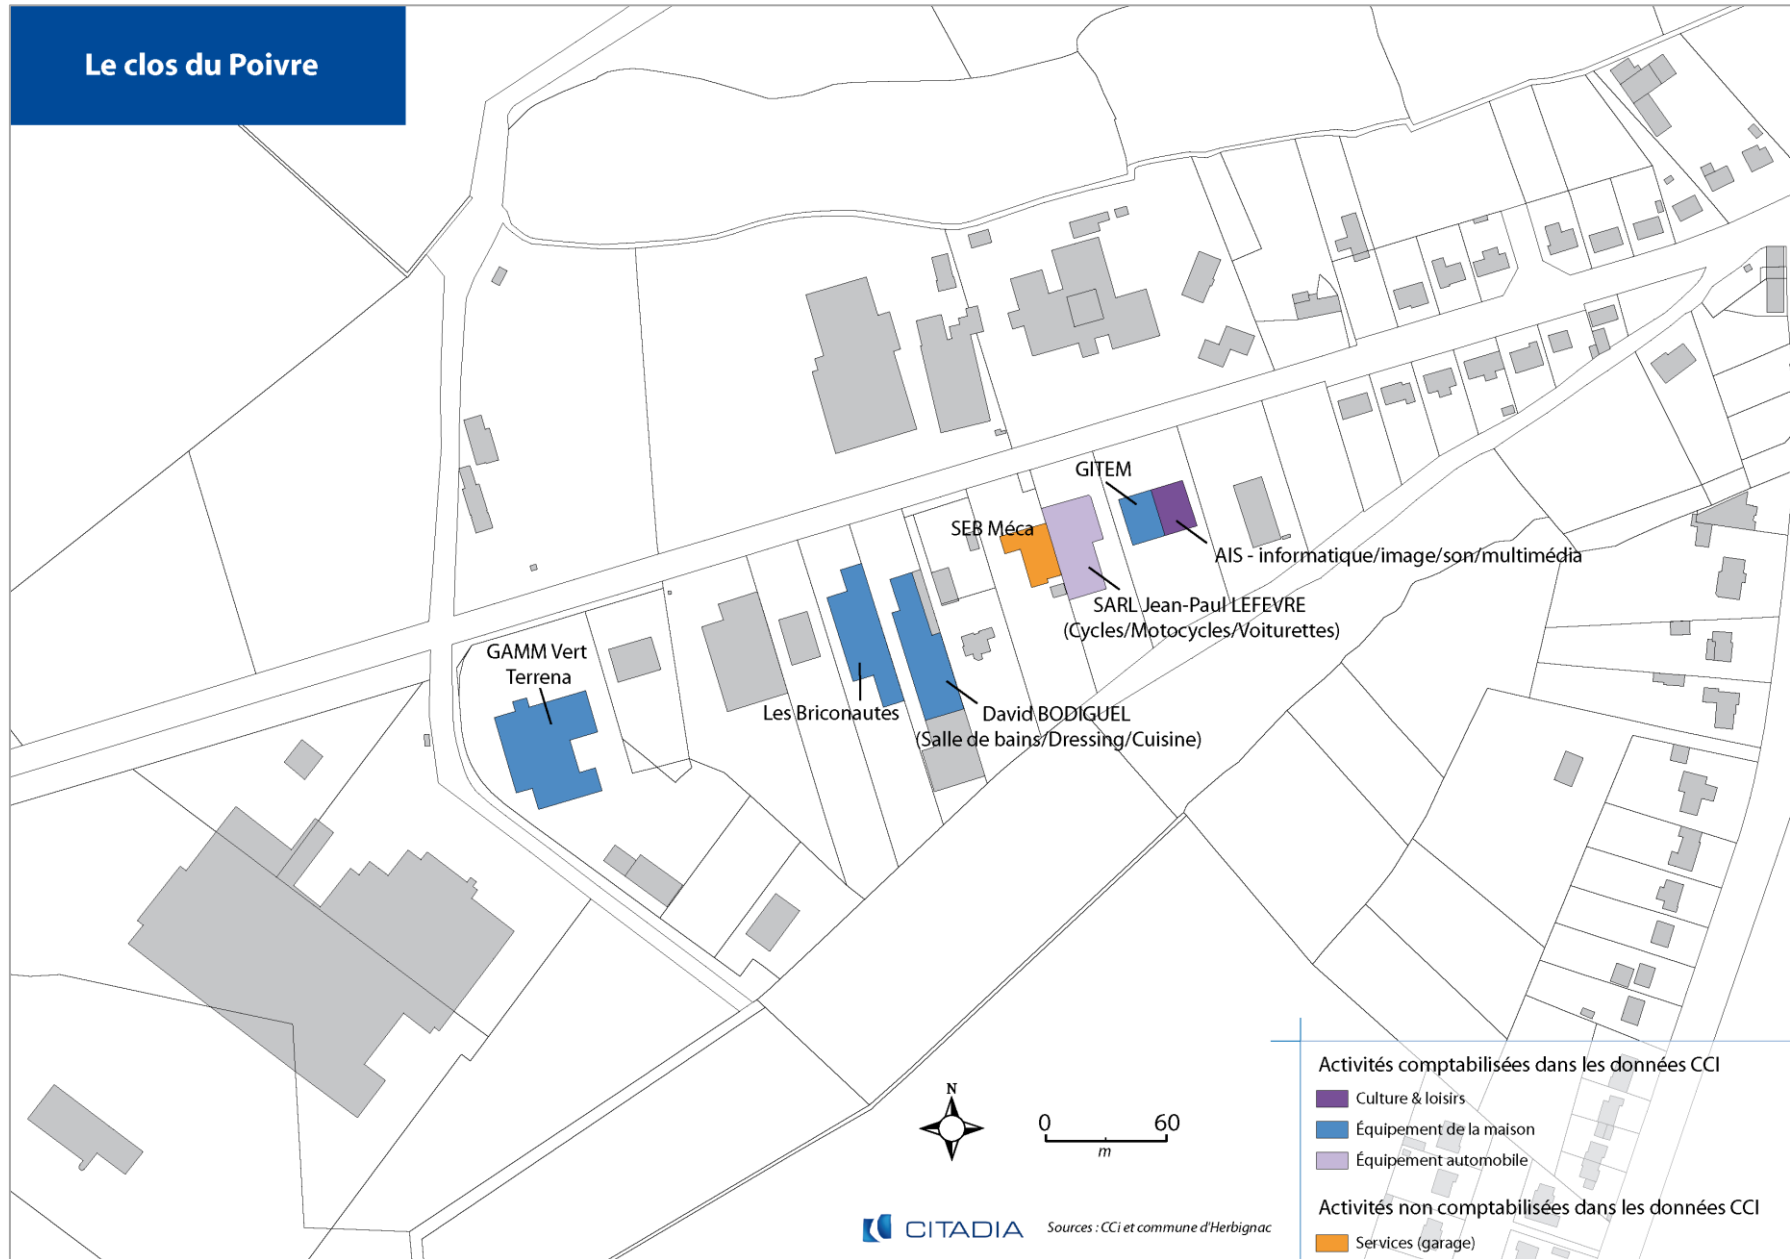 Le clos du Poivre
GITEM
SEB Méca
AIS - informatique/image/son/multimédia
SARL Jean-Paul LEFEVRE
(Cycles/Motocycles/Voiturettes)
GAMM Vert
Terrena
Les Briconautes
David BODIGUEL
(Salle de bains/Dressing/Cuisine)
N
0 60
m
CITADIA
Sources : CCi et commune d'Herbignac
Activités comptabilisées dans les données CCI
Culture & loisirs
Équipement de la maison
Équipement automobile
Activités non comptabilisées dans les données CCI
Services (garage)